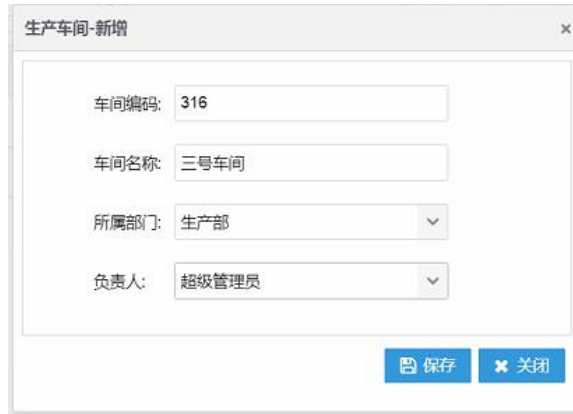 生产车间-新增
车间编码: 316
车间名称: 三号车间
所属部门: 生产部
负责人: 超级管理员
保存 关闭